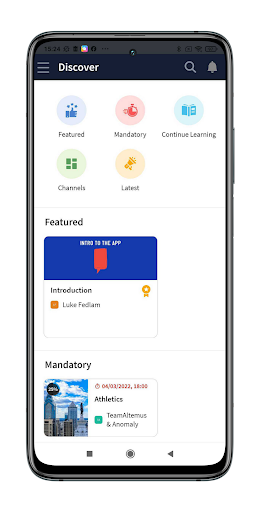 15:24
Discover
Featured
Mandatory
Continue Learning
Channels
Latest
Featured
INTRO TO THE APP
Introduction
Luke Fedlam
Mandatory
25%
04/03/2022, 18:00
Athletics
TeamAltemus
& Anomaly